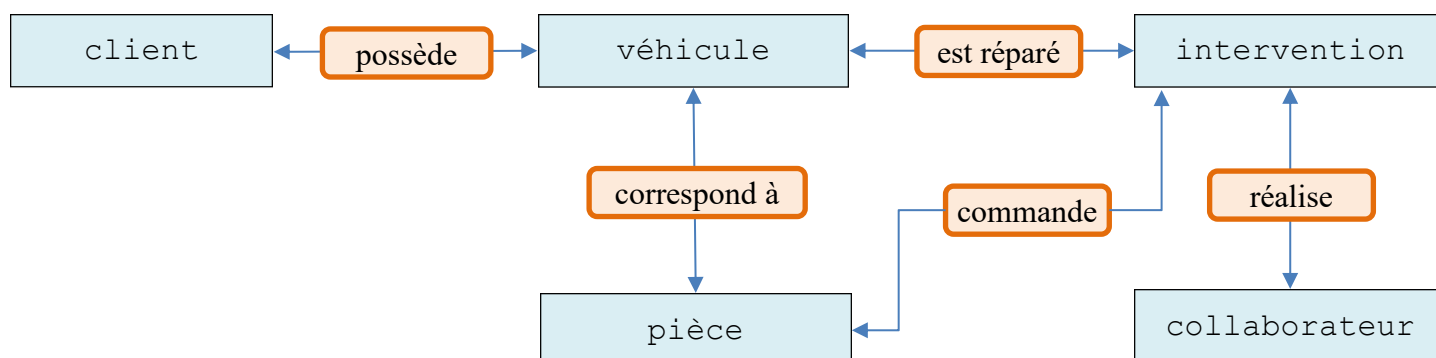 client
possède
véhicule
est réparé
intervention
correspond à
commande
réalise
pièce
collaborateur